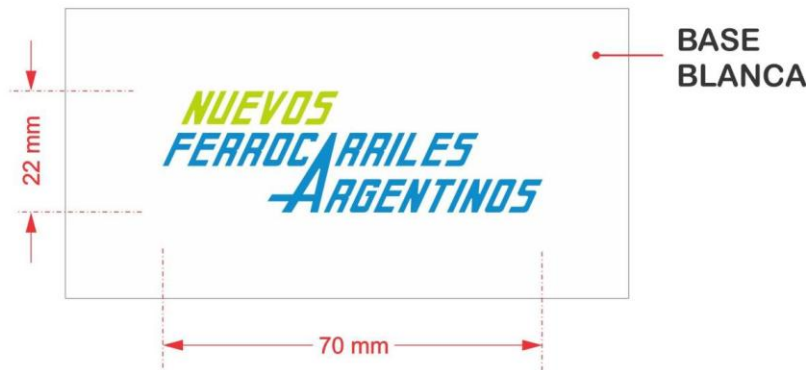 BASE
BLANCA
NUEVOS
FERROCARRILES
ARGENTINOS
22 mm
70 mm